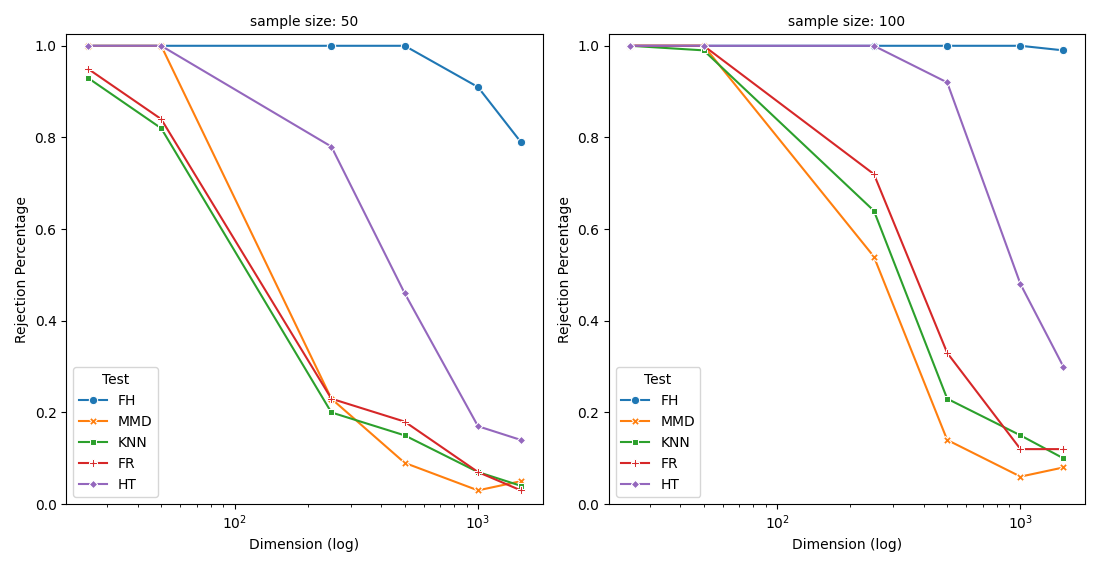 sample size: 50
Rejection Percentage
1.0
0.8
0.6
0.4
0.2
0.0
Test
FH
MMD
KNN
FR
HT
10²
10³
Dimension (log)
sample size: 100
Rejection Percentage
1.0
0.8
0.6
0.4
0.2
0.0
Test
FH
MMD
KNN
FR
HT
10²
10³
Dimension (log)